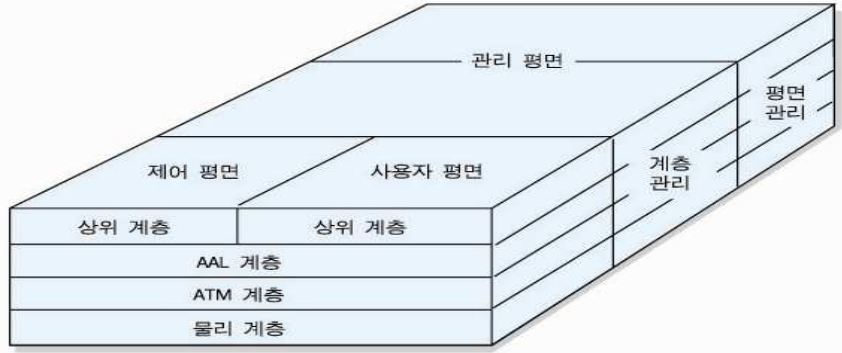 관리 평면
평면
관리
제어 평면
사용자 평면
계층
관리
상위 계층
상위 계층
AAL 계층
ATM 계층
물리 계층